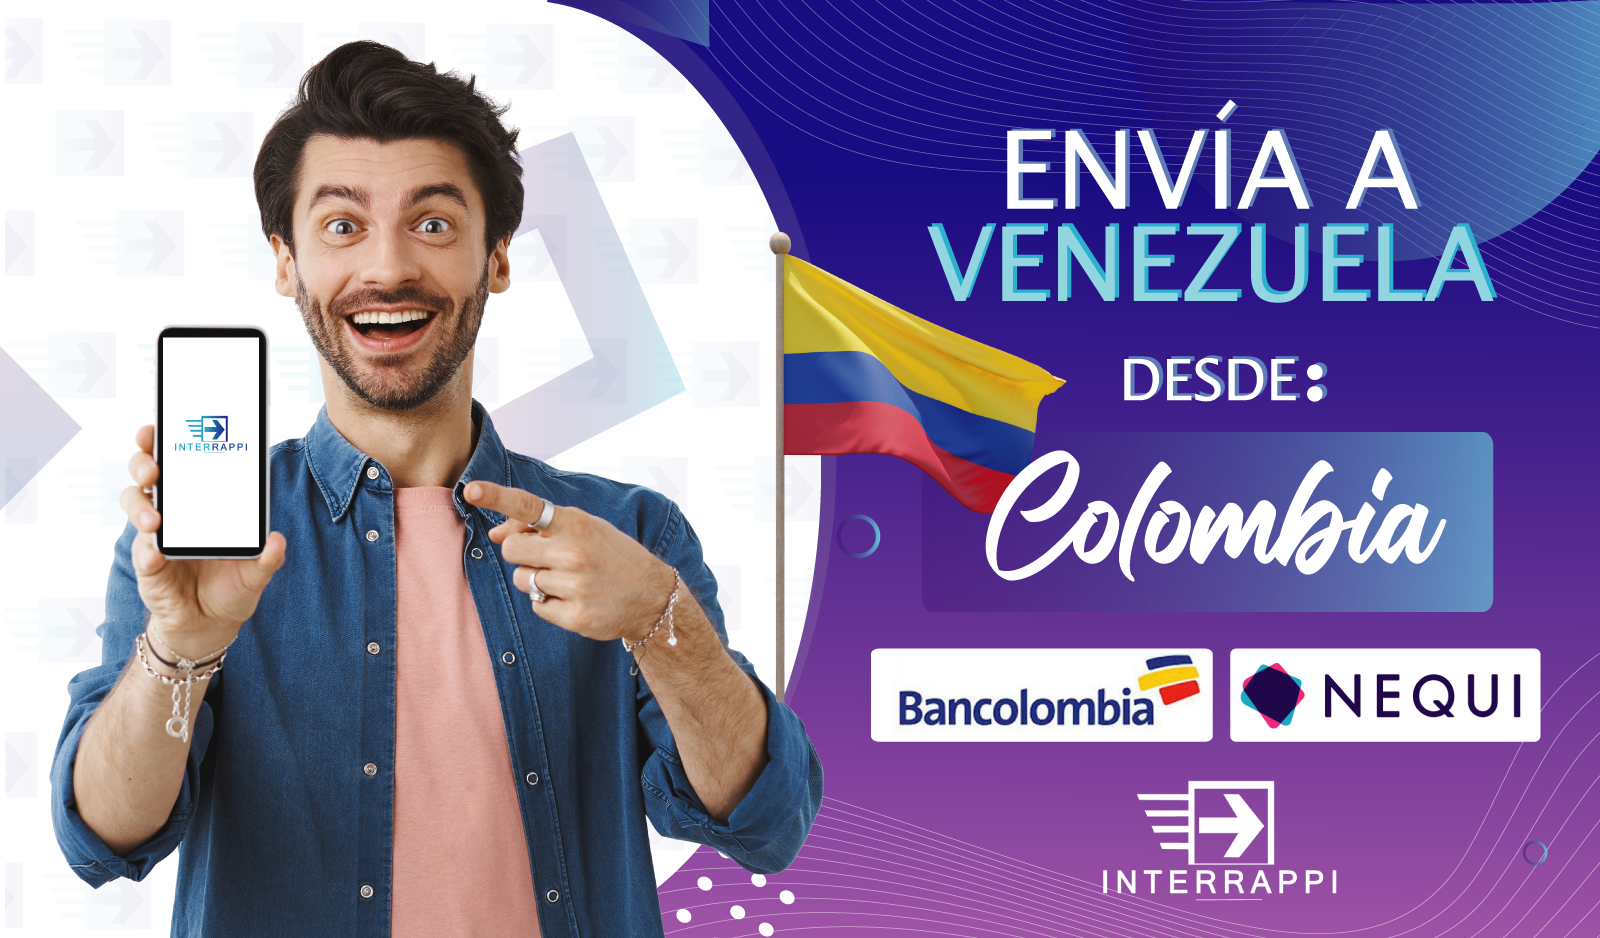 ENVÍA A
VENEZUELA
DESDE:
Colombia
Bancolombia
NEQUI
INTERRAPPI
INTERRAPPI